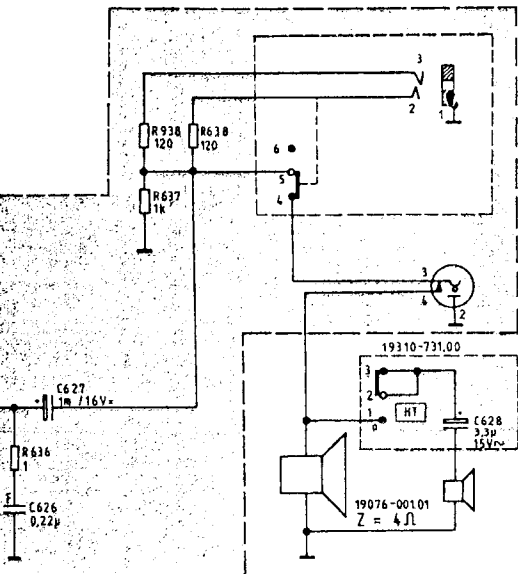 3
1
2
R938
120
R638
120
6
5
4
R637
1k
3
4
2
19310-731.00
3
2
1
HT
a
C627
1m/16V=
C628
3,3µ
15V~
R636
1
19076-001.01
Z = 4Ω
C626
0,22µ